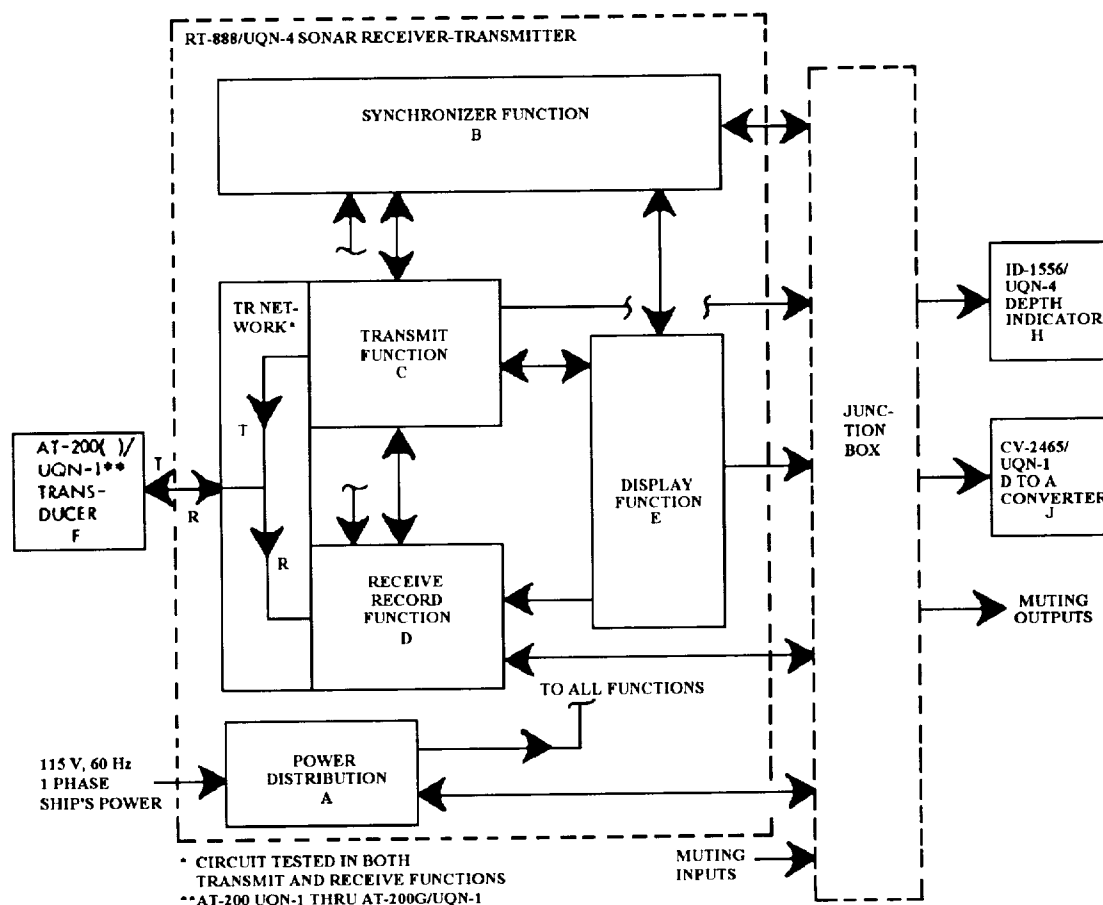 RT-888/UQN-4 SONAR RECEIVER-TRANSMITTER
SYNCHRONIZER FUNCTION
B
TR NET-
WORK*
TRANSMIT
FUNCTION
C
T
R
RECEIVE
RECORD
FUNCTION
D
DISPLAY
FUNCTION
E
AT-200( )/
UQN-1**
TRANS-
DUCER
F
T
R
JUNC-
TION
BOX
ID-1556/
UQN-4
DEPTH
INDICATOR
H
CV-2465/
UQN-1
D TO A
CONVERTER
J
MUTING
OUTPUTS
TO ALL FUNCTIONS
115 V, 60 Hz
1 PHASE
SHIP'S POWER
POWER
DISTRIBUTION
A
MUTING
INPUTS
* CIRCUIT TESTED IN BOTH
TRANSMIT AND RECEIVE FUNCTIONS
**AT-200 UQN-1 THRU AT-200G/UQN-1